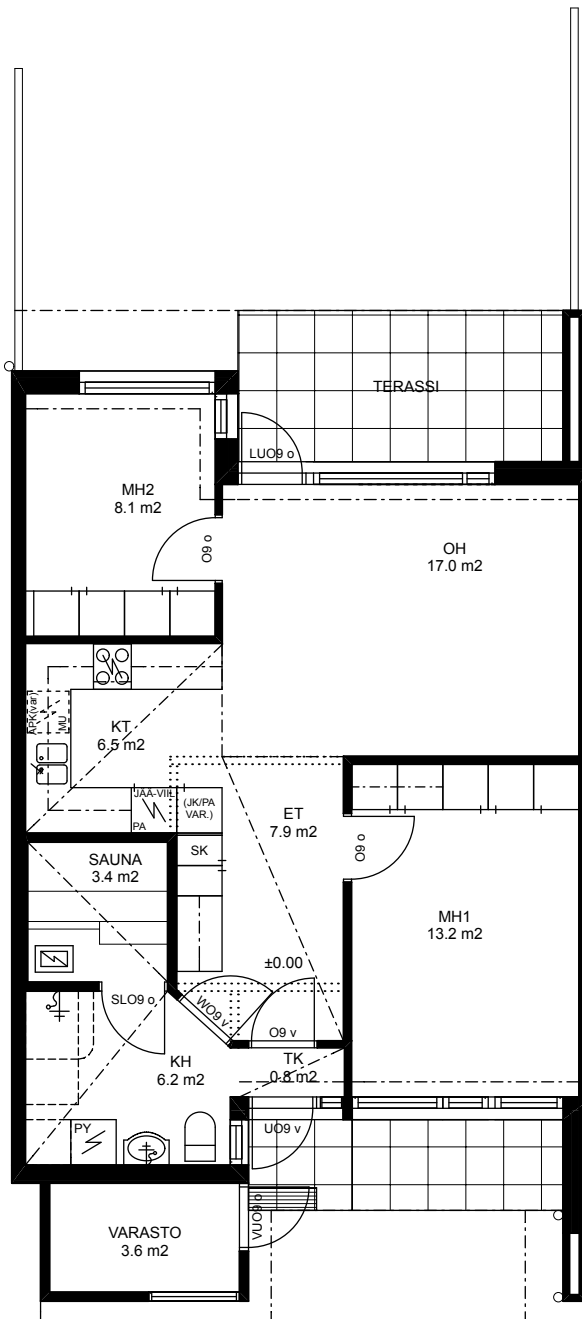 TERASSI
LUO9 o
MH2
8.1 m2
OH
17.0 m2
O9 o
APK(var)
MU
KT
6.5 m2
JÄÄ-VIIL
PA
(JK/PA
VAR.)
ET
7.9 m2
O9 o
SK
SAUNA
3.4 m2
MH1
13.2 m2
±0.00
SLO9 o
WO9 v
O9 v
KH
6.2 m2
TK
0.8 m2
PY
UO9 v
VUO9 o
VARASTO
3.6 m2